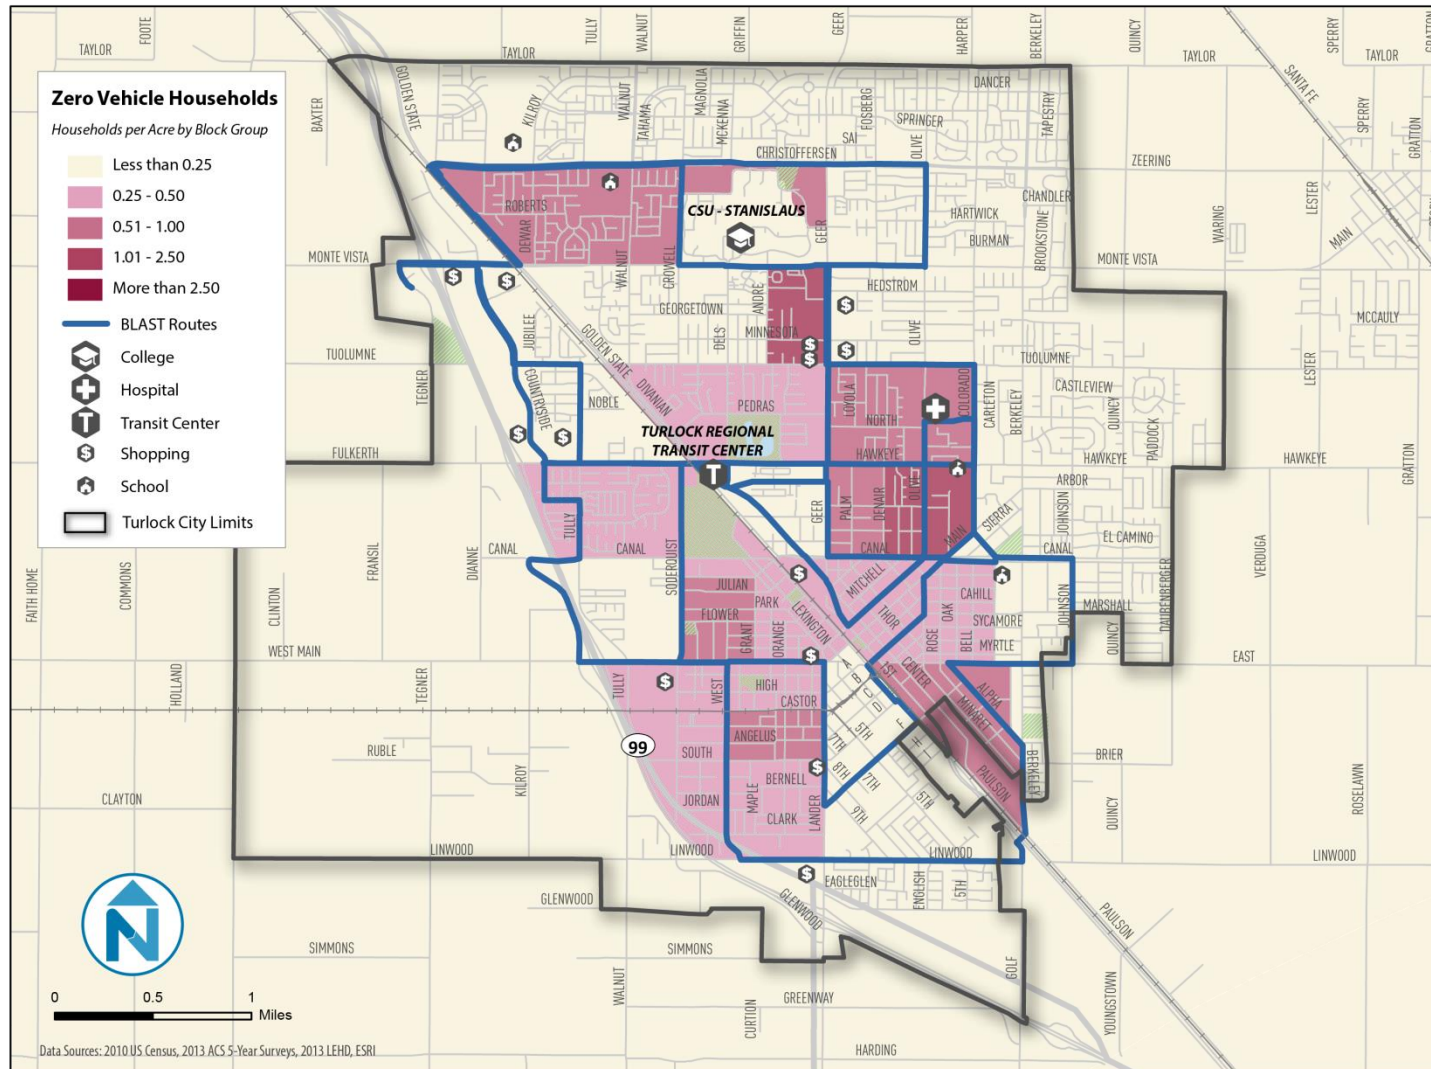 Zero Vehicle Households
Households per Acre by Block Group
Less than 0.25
0.25 - 0.50
0.51 - 1.00
1.01 - 2.50
More than 2.50
BLAST Routes
College
Hospital
Transit Center
Shopping
School
Turlock City Limits
TAYLOR
FOOTE
TAYLOR
TULLY
WALNUT
GRIFFIN
GEER
HARPER
BERKELEY
QUINCY
TAYLOR
SPERRY
TAYLOR
GRATTON
BAXTER
GOLDEN STATE
KILROY
WALNUT
TAHAMA
MAGNOLIA
MCKENNA
FOSBERG
DANCER
SPRINGER
SAI
TAPESTRY
SANTA FE
SPERRY
GRATTON
CHRISTOFFERSEN
OLIVE
ZEERING
CHANDLER
LESTER
ROBERTS
DEWAR
CSU - STANISLAUS
GEER
HARTWICK
BURMAN
BROOKSTONE
WARING
MAIN
MONTE VISTA
WALNUT
CROWELL
MONTE VISTA
HEDSTROM
GEORGETOWN
ANDRE
MINNESOTA
DELS
OLIVE
MCCAULY
JUBILEE
TUOLUMNE
GOLDEN STATE
TUOLUMNE
LESTER
TEGNER
COUNTRYSIDE
NOBLE
DIVANIAN
PEDRAS
LOYOLA
NORTH
COLORADO
CARLETON
BERKELEY
CASTLEVIEW
QUINCY
PADDOCK
TURLOCK REGIONAL
TRANSIT CENTER
FULKERTH
HAWKEYE
HAWKEYE
HAWKEYE
GRATTON
ARBOR
TULLY
GEER
PALM
DENAIR
OLIVE
MAIN
SIERRA
JOHNSON
EL CAMINO
FAITH HOME
COMMONS
FRANSIL
DIANNE
CANAL
CANAL
SODERQUIST
CANAL
CANAL
VERDUGA
CLINTON
JULIAN
PARK
FLOWER
GRANT
ORANGE
LEXINGTON
MITCHELL
THOR
ROSE
OAK
BELL
CAHILL
SYCAMORE
MYRTLE
JOHNSON
MARSHALL
QUINCY
DAUBENBERGER
WEST MAIN
EAST
HOLLAND
TEGNER
TULLY
WEST
HIGH
CASTOR
A
B
C
D
F
H
1ST
CENTER
ALPHA
MINARET
ANGELUS
5TH
7TH
8TH
7TH
9TH
5TH
99
SOUTH
BERNELL
JORDAN
MAPLE
CLARK
LANDER
PAULSON
BERKELEY
BRIER
QUINCY
ROSELAWN
RUBLE
KILROY
CLAYTON
LINWOOD
LINWOOD
LINWOOD
LINWOOD
EAGLEGLEN
ENGLISH
5TH
GLENWOOD
GLENWOOD
PAULSON
SIMMONS
SIMMONS
GOLF
WALNUT
GREENWAY
CURTION
YOUNGSTOWN
HARDING
N
0 0.5 1
Miles
Data Sources: 2010 US Census, 2013 ACS 5-Year Surveys, 2013 LEHD, ESRI